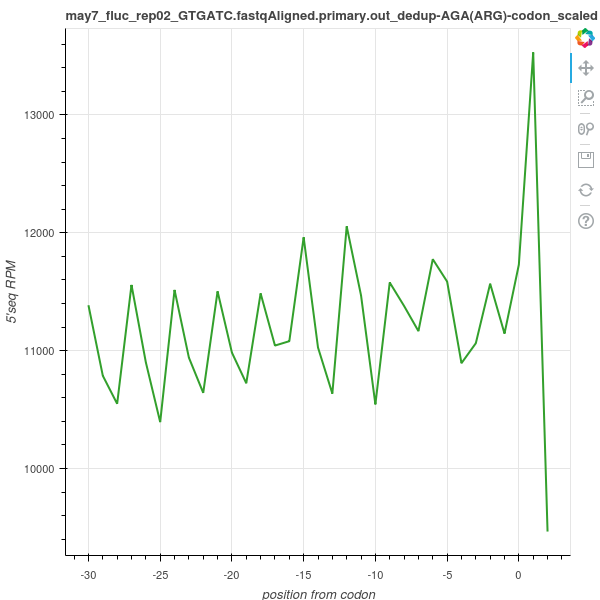 may7_fluc_rep02_GTGATC.fastqAligned.primary.out_dedup-AGA(ARG)-codon_scaled
13000
12000
11000
10000
5'seq RPM
-30 -25 -20 -15 -10 -5 0
position from codon